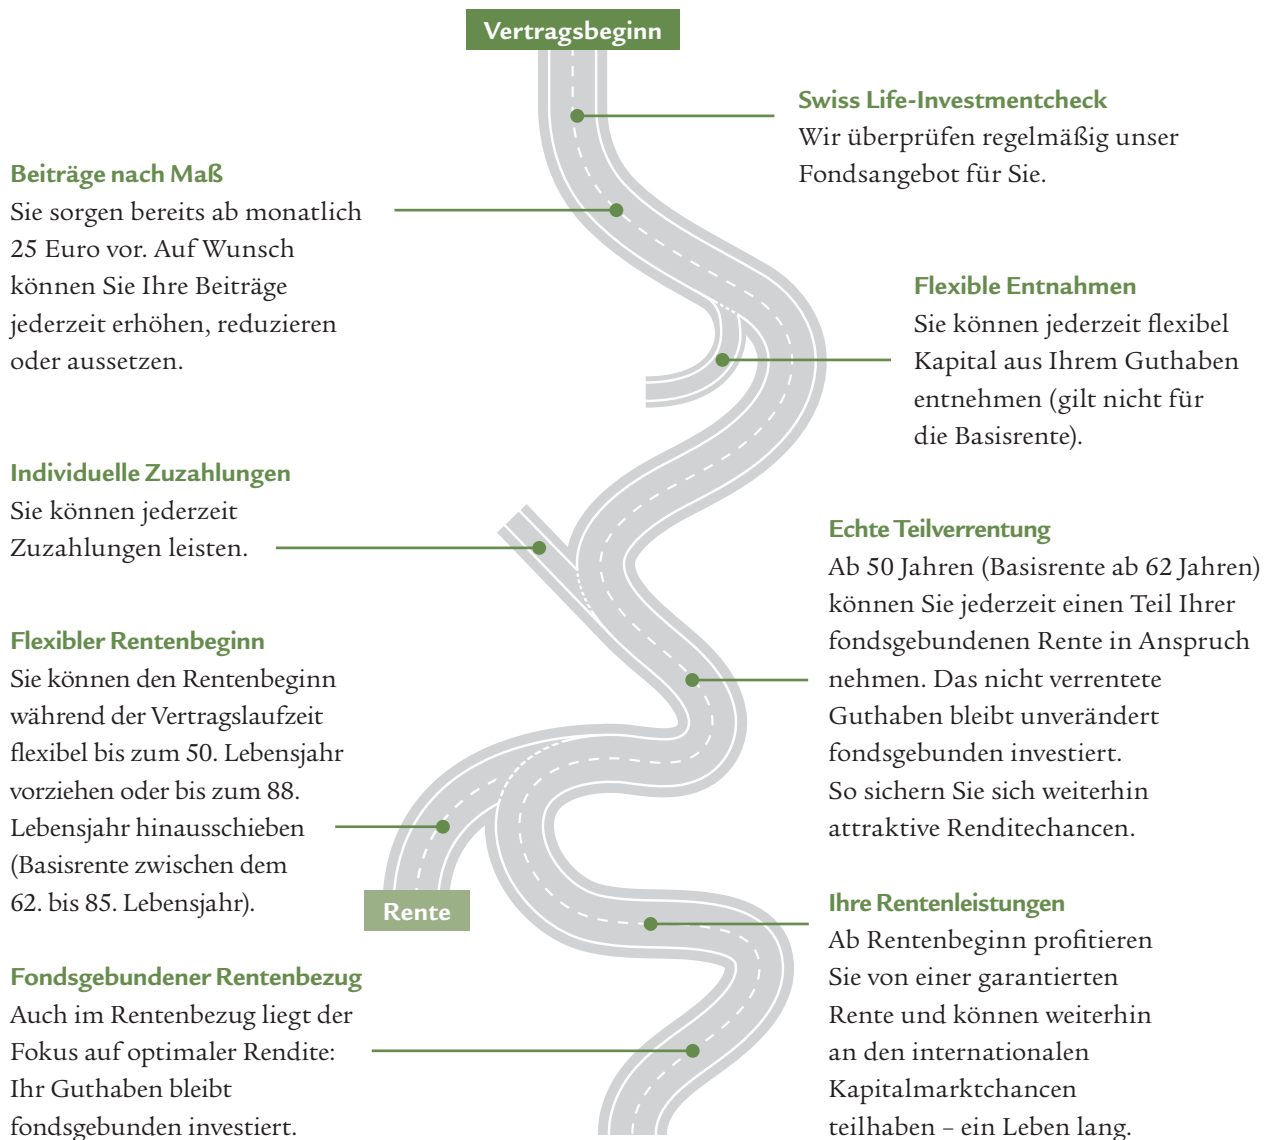 Vertragsbeginn
Swiss Life-Investmentcheck
Wir überprüfen regelmäßig unser
Fondsangebot für Sie.
Beiträge nach Maß
Sie sorgen bereits ab monatlich
25 Euro vor. Auf Wunsch
können Sie Ihre Beiträge
jederzeit erhöhen, reduzieren
oder aussetzen.
Flexible Entnahmen
Sie können jederzeit flexibel
Kapital aus Ihrem Guthaben
entnehmen (gilt nicht für
die Basisrente).
Individuelle Zuzahlungen
Sie können jederzeit
Zuzahlungen leisten.
Echte Teilverrentung
Ab 50 Jahren (Basisrente ab 62 Jahren)
können Sie jederzeit einen Teil Ihrer
fondsgebundenen Rente in Anspruch
nehmen. Das nicht verrentete
Guthaben bleibt unverändert
fondsgebunden investiert.
So sichern Sie sich weiterhin
attraktive Renditechancen.
Flexibler Rentenbeginn
Sie können den Rentenbeginn
während der Vertragslaufzeit
flexibel bis zum 50. Lebensjahr
vorziehen oder bis zum 88.
Lebensjahr hinausschieben
(Basisrente zwischen dem
62. bis 85. Lebensjahr).
Rente
Ihre Rentenleistungen
Ab Rentenbeginn profitieren
Sie von einer garantierten
Rente und können weiterhin
an den internationalen
Kapitalmarktchancen
teilhaben – ein Leben lang.
Fondsgebundener Rentenbezug
Auch im Rentenbezug liegt der
Fokus auf optimaler Rendite:
Ihr Guthaben bleibt
fondsgebunden investiert.